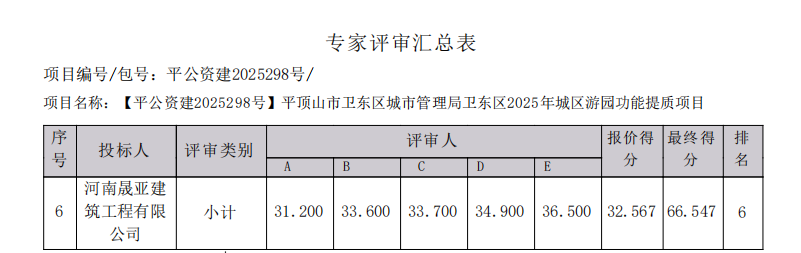 专家评审汇总表
项目编号/包号：平公资建2025298号/
项目名称：【平公资建2025298号】平顶山市卫东区城市管理局卫东区2025年城区游园功能提质项目
序号 投标人 评审类别 评审人 报价得分 最终得分 排名
A B C D E
6 河南晟亚建筑工程有限公司 小计 31.200 33.600 33.700 34.900 36.500 32.567 66.547 6